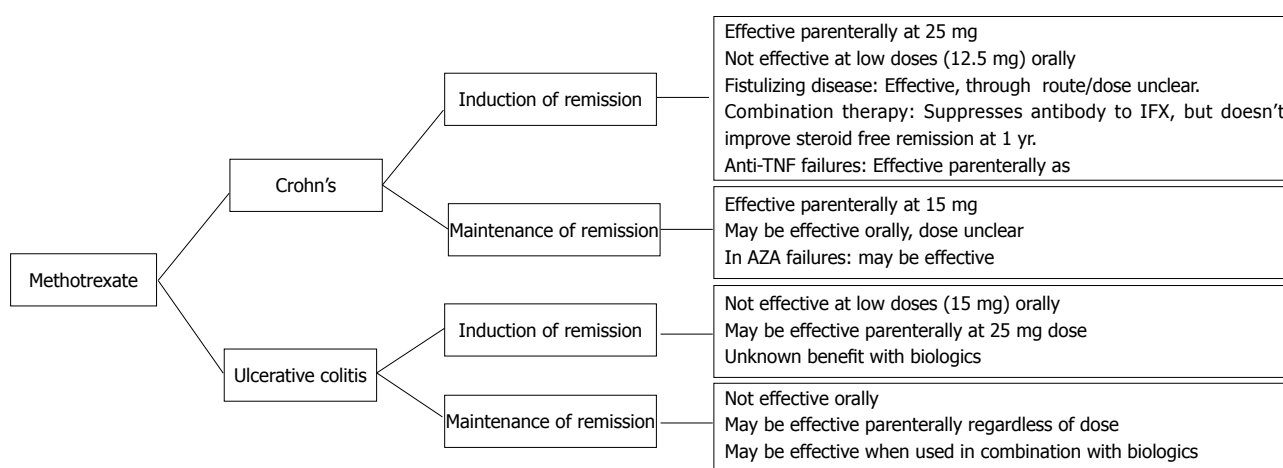 Methotrexate
Crohn's
Induction of remission
Effective parenterally at 25 mg
Not effective at low doses (12.5 mg) orally
Fistulizing disease: Effective, through route/dose unclear.
Combination therapy: Suppresses antibody to IFX, but doesn't
improve steroid free remission at 1 yr.
Anti-TNF failures: Effective parenterally as
Maintenance of remission
Effective parenterally at 15 mg
May be effective orally, dose unclear
In AZA failures: may be effective
Ulcerative colitis
Induction of remission
Not effective at low doses (15 mg) orally
May be effective parenterally at 25 mg dose
Unknown benefit with biologics
Maintenance of remission
Not effective orally
May be effective parenterally regardless of dose
May be effective when used in combination with biologics